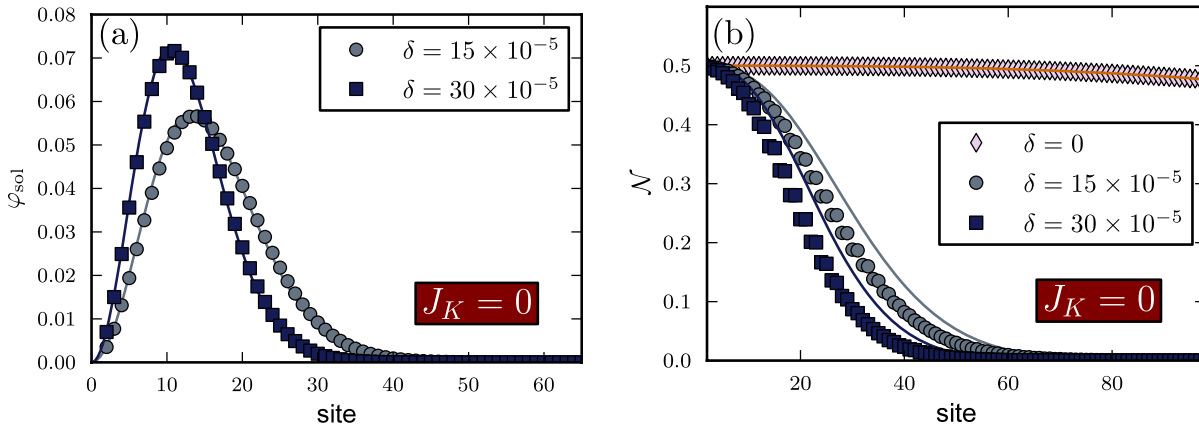 (a)
δ = 15 × 10⁻⁵
δ = 30 × 10⁻⁵
J_K = 0
φ_sol
0.08
0.07
0.06
0.05
0.04
0.03
0.02
0.01
0.00
0 10 20 30 40 50 60
site
(b)
δ = 0
δ = 15 × 10⁻⁵
δ = 30 × 10⁻⁵
J_K = 0
𝒩
0.5
0.4
0.3
0.2
0.1
0.0
20 40 60 80
site